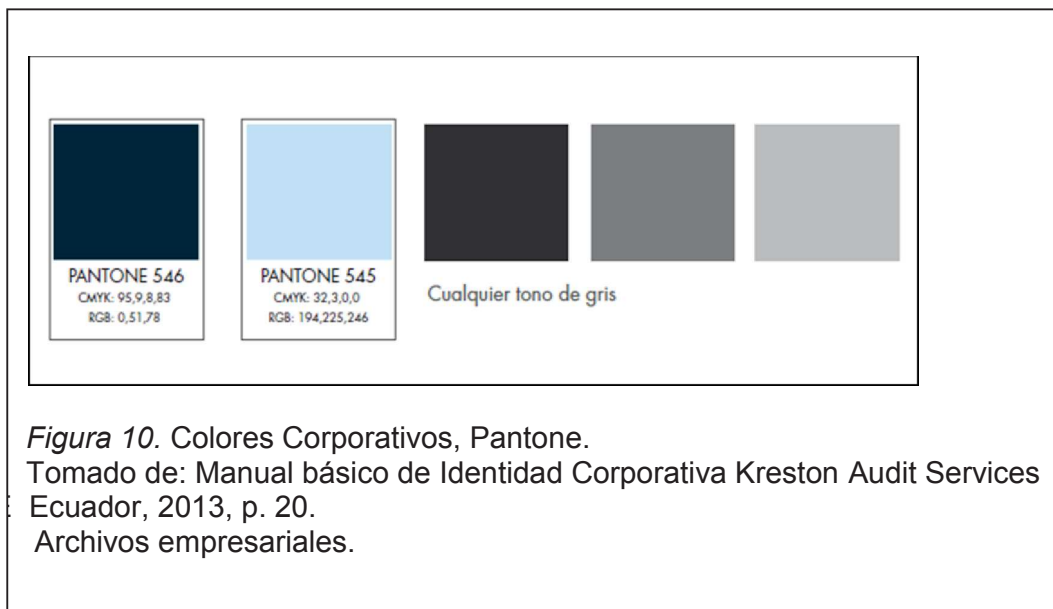 PANTONE 546
CMYK: 95,9,8,83
RGB: 0,51,78
PANTONE 545
CMYK: 32,3,0,0
RGB: 194,225,246
Cualquier tono de gris
Figura 10. Colores Corporativos, Pantone.
Tomado de: Manual básico de Identidad Corporativa Kreston Audit Services
Ecuador, 2013, p. 20.
Archivos empresariales.